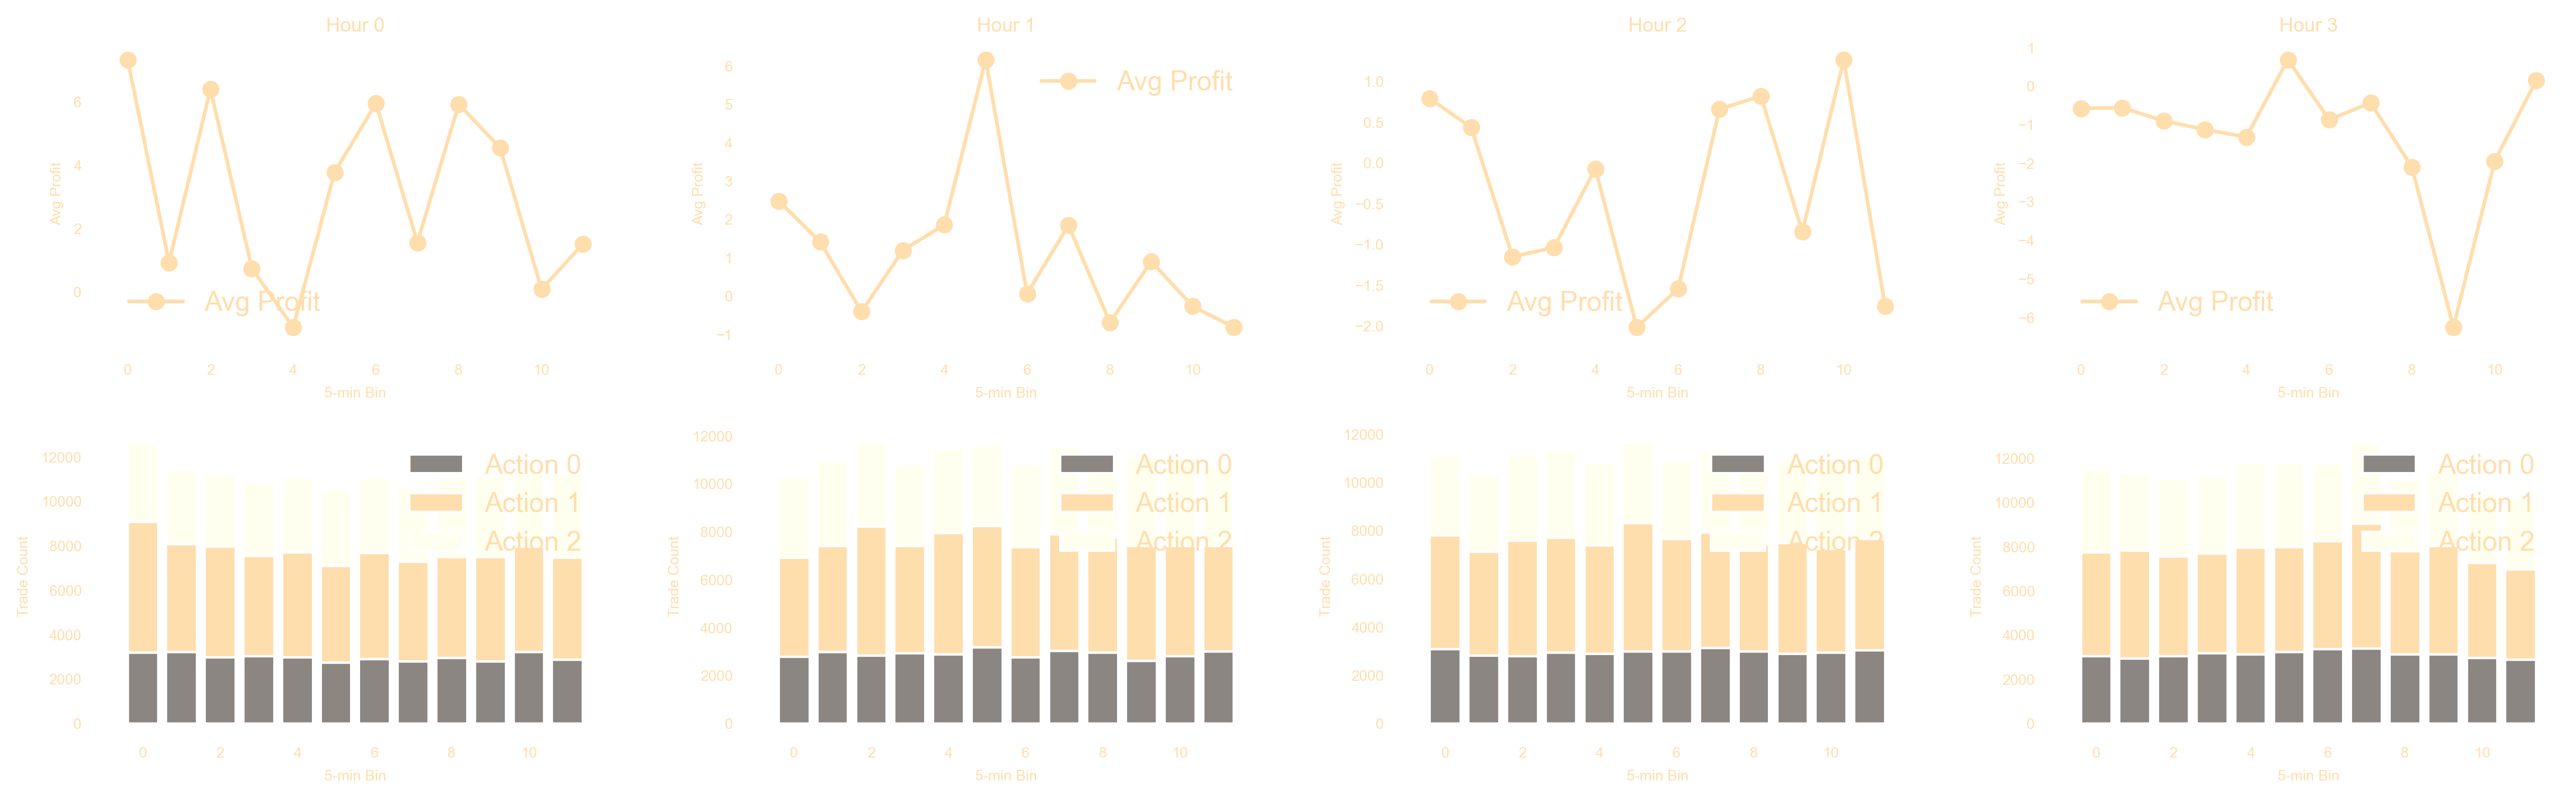 Hour 0
Avg Profit
6
4
2
0
Avg Profit
0 2 4 6 8 10
5-min Bin
Hour 1
Avg Profit
6
5
4
3
2
1
0
−1
Avg Profit
0 2 4 6 8 10
5-min Bin
Hour 2
Avg Profit
1.0
0.5
0.0
−0.5
−1.0
−1.5
−2.0
Avg Profit
0 2 4 6 8 10
5-min Bin
Hour 3
Avg Profit
1
0
−1
−2
−3
−4
−5
−6
Avg Profit
0 2 4 6 8 10
5-min Bin
Trade Count
12000
10000
8000
6000
4000
2000
0
Action 0
Action 1
Action 2
0 2 4 6 8 10
5-min Bin
Trade Count
12000
10000
8000
6000
4000
2000
0
Action 0
Action 1
Action 2
0 2 4 6 8 10
5-min Bin
Trade Count
12000
10000
8000
6000
4000
2000
0
Action 0
Action 1
Action 2
0 2 4 6 8 10
5-min Bin
Trade Count
12000
10000
8000
6000
4000
2000
0
Action 0
Action 1
Action 2
0 2 4 6 8 10
5-min Bin